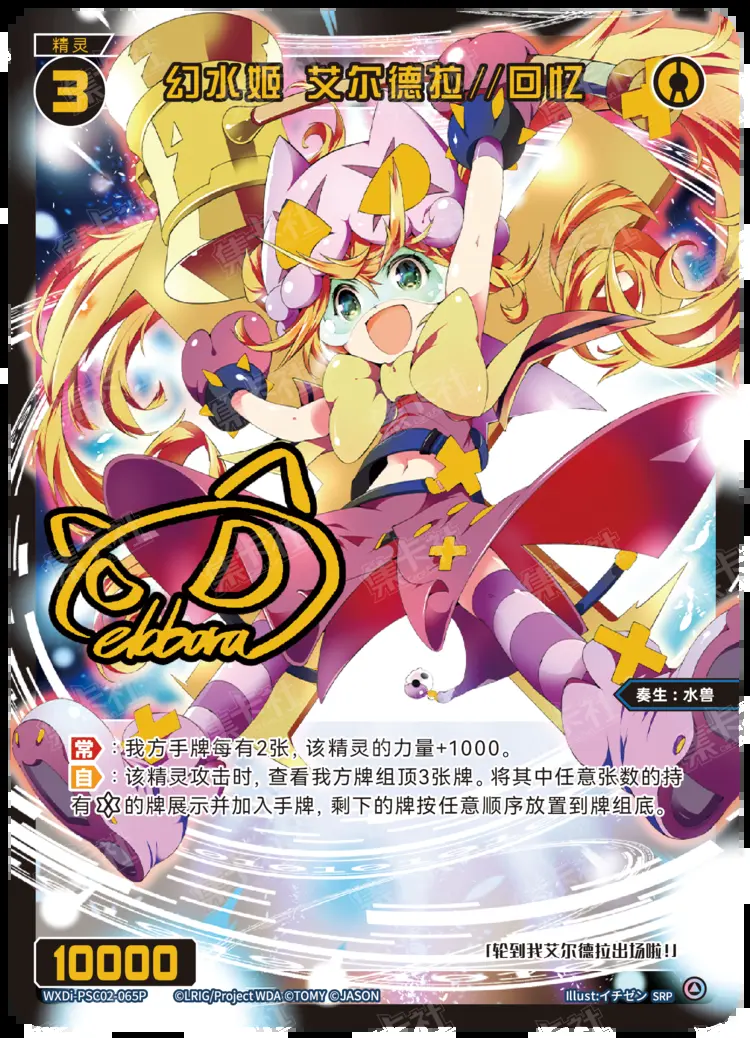 精灵
3
幻水姬 艾尔德拉//回忆
eldora
奏生：水兽
常：我方手牌每有2张，该精灵的力量+1000。
自：该精灵攻击时，查看我方牌组顶3张牌。将其中任意张数的持
有的牌展示并加入手牌，剩下的牌按任意顺序放置到牌组底。
10000
「轮到我艾尔德拉出场啦！」
WXDi-PSC02-065P ©LRIG/Project WDA ©TOMY ©JASON
Illust:イチゼン SRP
集卡社